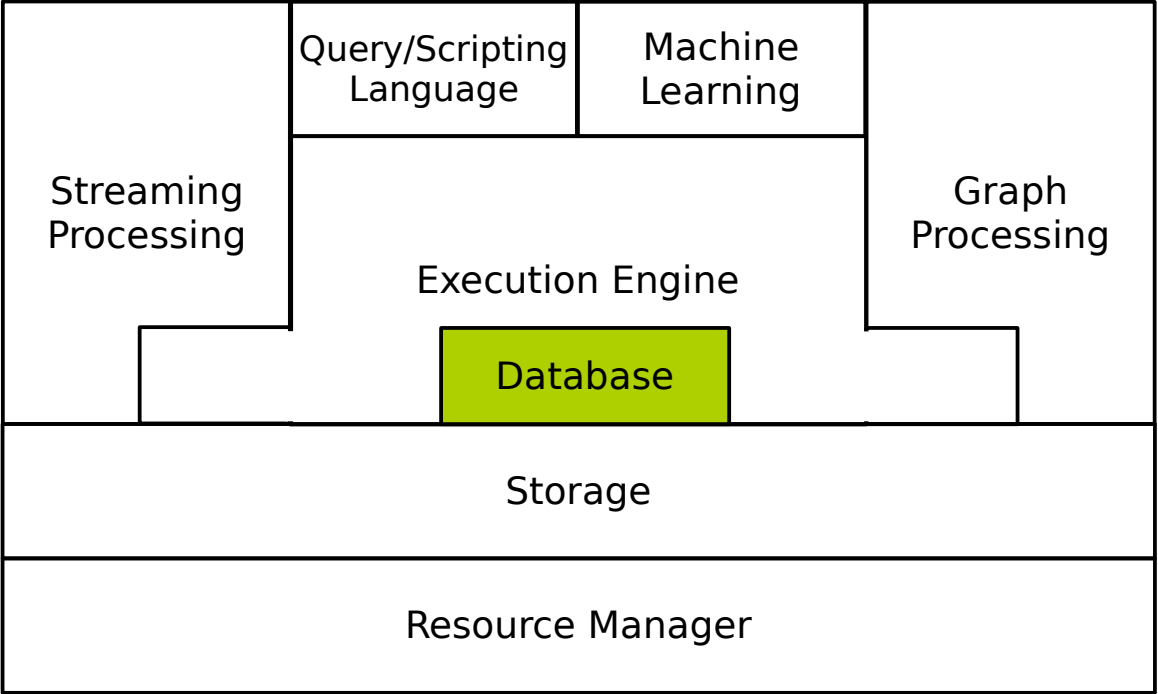 Query/Scripting
Language
Machine
Learning
Streaming
Processing
Graph
Processing
Execution Engine
Database
Storage
Resource Manager